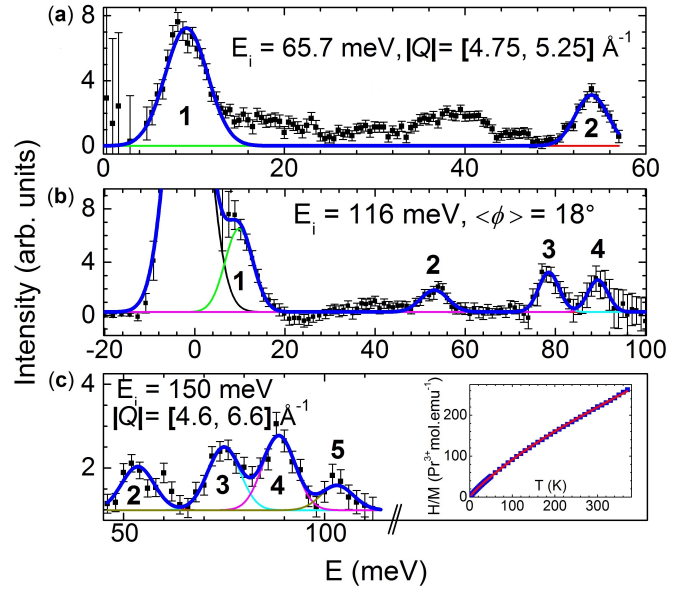 (a)
E_i = 65.7 meV, |Q| = [4.75, 5.25] Å⁻¹
8
4
0
1
2
0 20 40 60
Intensity (arb. units)
(b)
E_i = 116 meV, <ϕ> = 18°
8
4
0
1
2
3
4
-20 0 20 40 60 80 100
(c)
E_i = 150 meV
|Q| = [4.6, 6.6] Å⁻¹
4
2
2
3
4
5
50 100
H/M (Pr³⁺mol.emu⁻¹)
200
100
0
T (K)
0 100 200 300
E (meV)